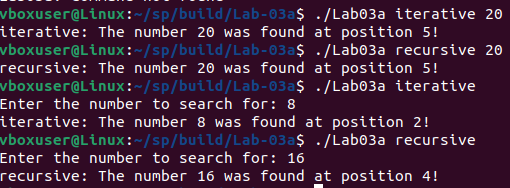 vboxuser@Linux:~/sp/build/Lab-03a$ ./Lab03a iterative 20
iterative: The number 20 was found at position 5!
vboxuser@Linux:~/sp/build/Lab-03a$ ./Lab03a recursive 20
recursive: The number 20 was found at position 5!
vboxuser@Linux:~/sp/build/Lab-03a$ ./Lab03a iterative
Enter the number to search for: 8
iterative: The number 8 was found at position 2!
vboxuser@Linux:~/sp/build/Lab-03a$ ./Lab03a recursive
Enter the number to search for: 16
recursive: The number 16 was found at position 4!